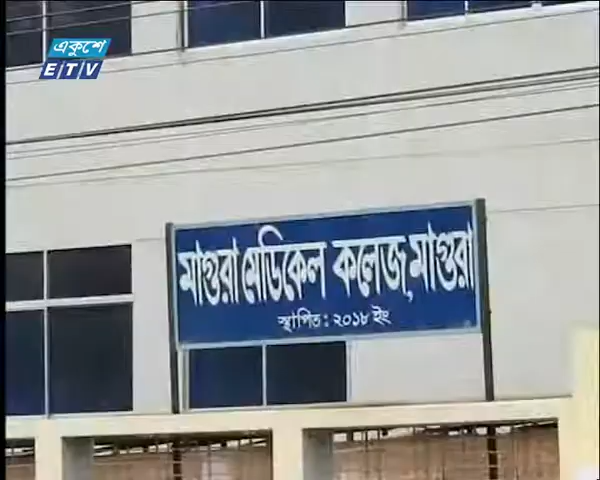 একুশে
ETV
মাগুরা মেডিকেল কলেজ, মাগুরা
স্থাপিত : ২০১৮ ইং